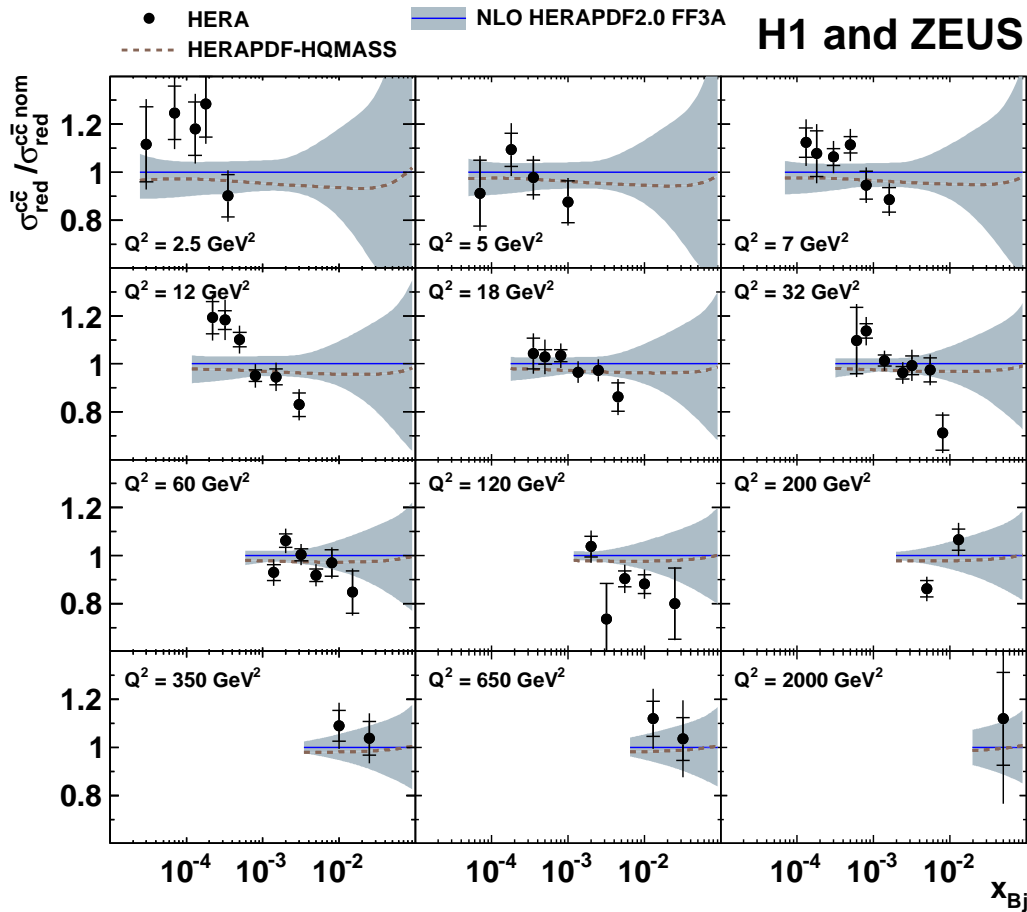 HERA
NLO HERAPDF2.0 FF3A
HERAPDF-HQMASS
H1 and ZEUS
σ_red^{cc̄} / σ_red^{cc̄ nom}
1.4
1.2
1
0.8
Q² = 2.5 GeV²
Q² = 5 GeV²
Q² = 7 GeV²
1.2
1
0.8
Q² = 12 GeV²
Q² = 18 GeV²
Q² = 32 GeV²
1.2
1
0.8
Q² = 60 GeV²
Q² = 120 GeV²
Q² = 200 GeV²
1.2
1
0.8
Q² = 350 GeV²
Q² = 650 GeV²
Q² = 2000 GeV²
10⁻⁴ 10⁻³ 10⁻² 10⁻⁴ 10⁻³ 10⁻² 10⁻⁴ 10⁻³ 10⁻²
x_Bj